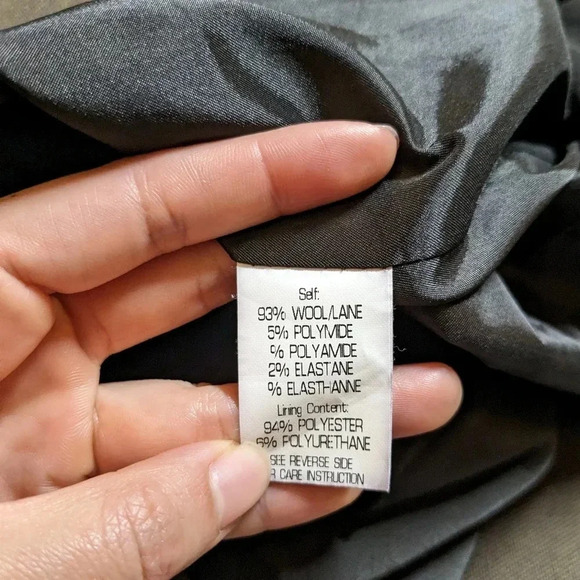 Self:
93% WOOL/LAINE
5% POLYMIDE
% POLYAMIDE
2% ELASTANE
% ELASTHANNE
Lining Content:
94% POLYESTER
6% POLYURETHANE
SEE REVERSE SIDE
CARE INSTRUCTION